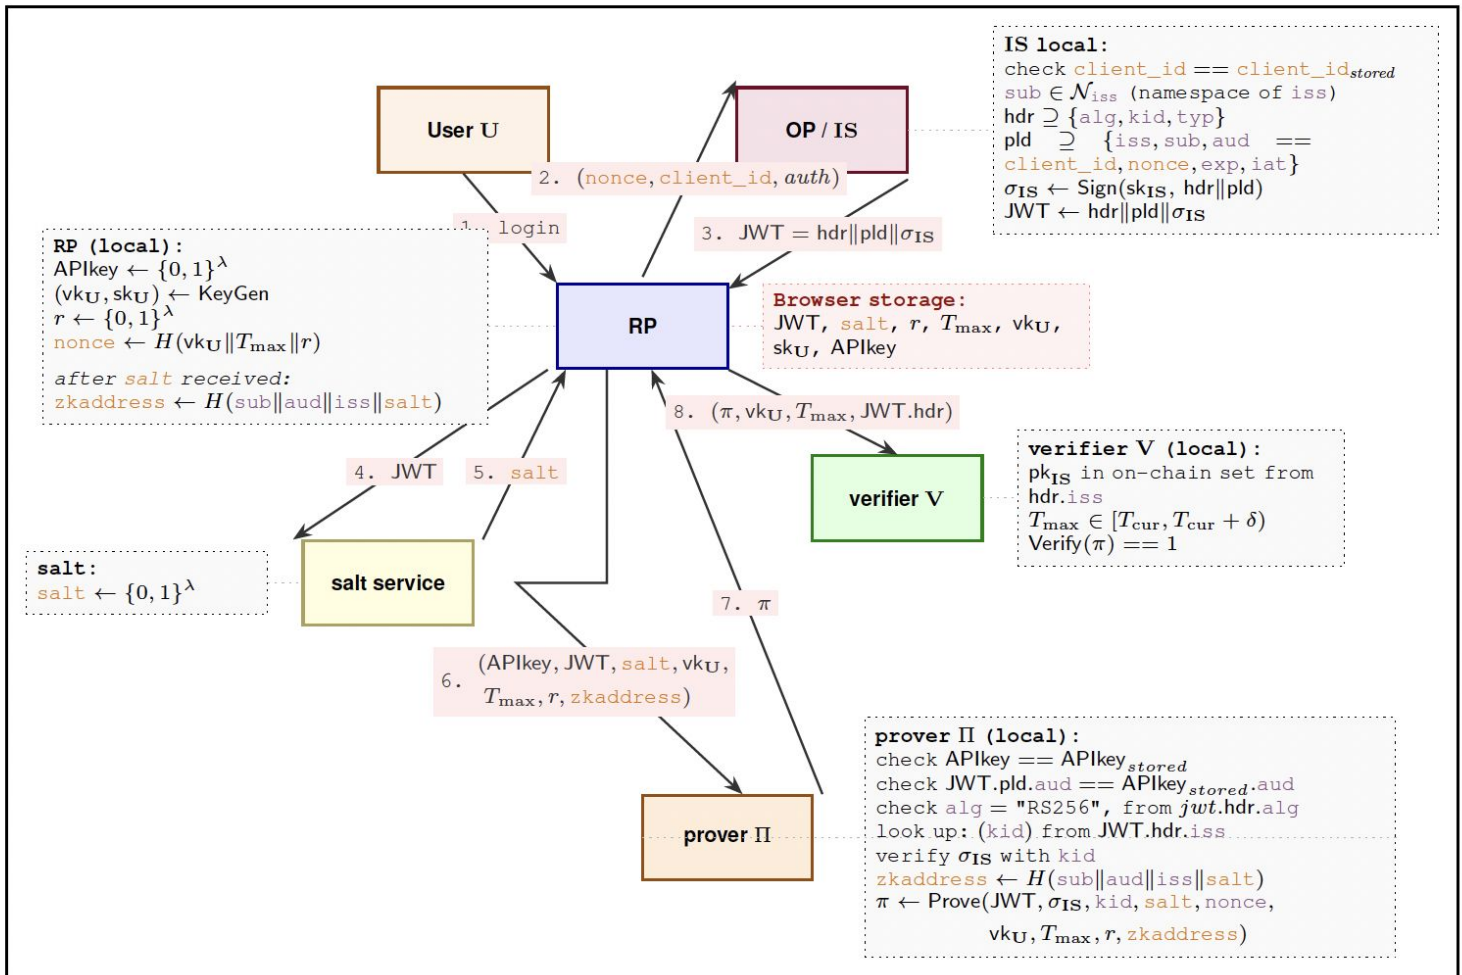 IS local:
check client_id == client_id_stored
sub ∈ 𝒩_iss (namespace of iss)
hdr ⊇ {alg, kid, typ}
pld ⊇ {iss, sub, aud ==
client_id, nonce, exp, iat}
σ_IS ← Sign(sk_IS, hdr∥pld)
JWT ← hdr∥pld∥σ_IS
User U
OP / IS
2. (nonce, client_id, auth)
1. login
3. JWT = hdr∥pld∥σ_IS
RP (local):
APIkey ← {0, 1}^λ
(vk_U, sk_U) ← KeyGen
r ← {0, 1}^λ
nonce ← H(vk_U∥T_max∥r)
after salt received:
zkaddress ← H(sub∥aud∥iss∥salt)
RP
Browser storage:
JWT, salt, r, T_max, vk_U,
sk_U, APIkey
8. (π, vk_U, T_max, JWT.hdr)
4. JWT
5. salt
verifier V
verifier V (local):
pk_IS in on-chain set from
hdr.iss
T_max ∈ [T_cur, T_cur + δ)
Verify(π) == 1
salt:
salt ← {0, 1}^λ
salt service
7. π
6. (APIkey, JWT, salt, vk_U,
T_max, r, zkaddress)
prover Π
prover Π (local):
check APIkey == APIkey_stored
check JWT.pld.aud == APIkey_stored.aud
check alg = "RS256", from jwt.hdr.alg
look up: (kid) from JWT.hdr.iss
verify σ_IS with kid
zkaddress ← H(sub∥aud∥iss∥salt)
π ← Prove(JWT, σ_IS, kid, salt, nonce,
vk_U, T_max, r, zkaddress)